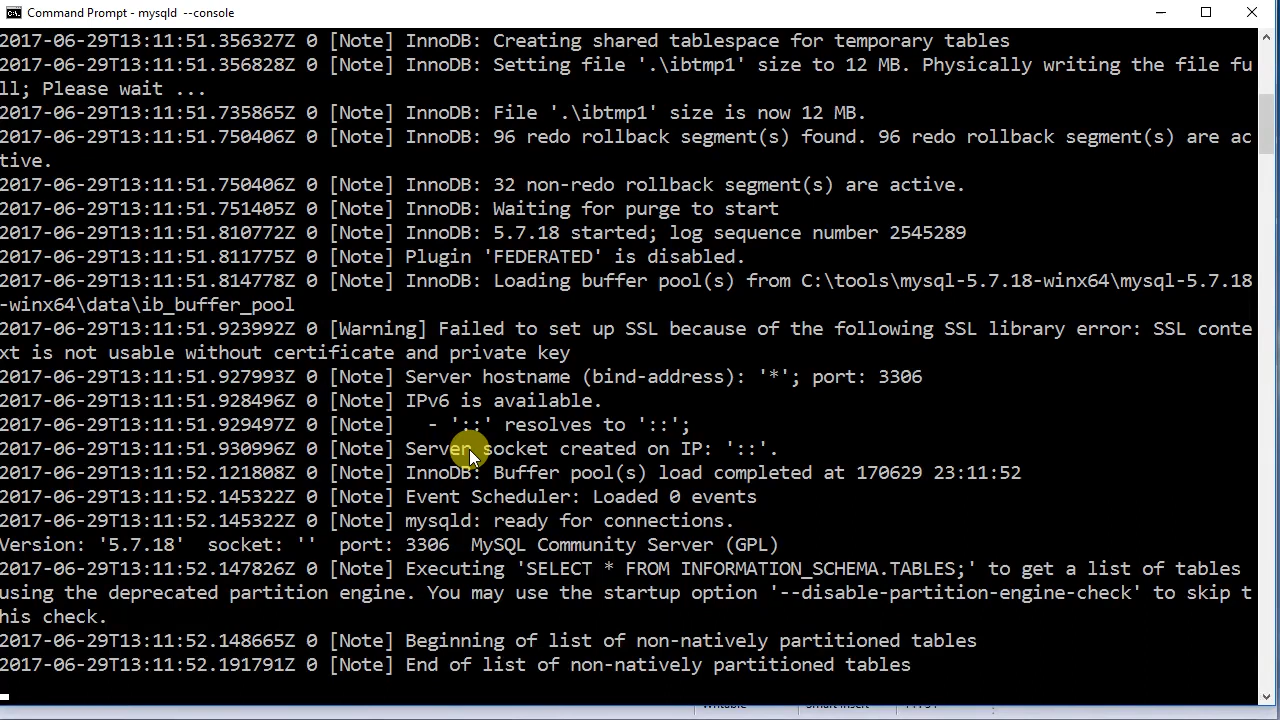 Command Prompt - mysqld --console
2017-06-29T13:11:51.356327Z 0 [Note] InnoDB: Creating shared tablespace for temporary tables
2017-06-29T13:11:51.356828Z 0 [Note] InnoDB: Setting file '.\ibtmp1' size to 12 MB. Physically writing the file fu
ll; Please wait ...
2017-06-29T13:11:51.735865Z 0 [Note] InnoDB: File '.\ibtmp1' size is now 12 MB.
2017-06-29T13:11:51.750406Z 0 [Note] InnoDB: 96 redo rollback segment(s) found. 96 redo rollback segment(s) are ac
tive.
2017-06-29T13:11:51.750406Z 0 [Note] InnoDB: 32 non-redo rollback segment(s) are active.
2017-06-29T13:11:51.751405Z 0 [Note] InnoDB: Waiting for purge to start
2017-06-29T13:11:51.810772Z 0 [Note] InnoDB: 5.7.18 started; log sequence number 2545289
2017-06-29T13:11:51.811775Z 0 [Note] Plugin 'FEDERATED' is disabled.
2017-06-29T13:11:51.814778Z 0 [Note] InnoDB: Loading buffer pool(s) from C:\tools\mysql-5.7.18-winx64\mysql-5.7.18
-winx64\data\ib_buffer_pool
2017-06-29T13:11:51.923992Z 0 [Warning] Failed to set up SSL because of the following SSL library error: SSL conte
xt is not usable without certificate and private key
2017-06-29T13:11:51.927993Z 0 [Note] Server hostname (bind-address): '*'; port: 3306
2017-06-29T13:11:51.928496Z 0 [Note] IPv6 is available.
2017-06-29T13:11:51.929497Z 0 [Note]   - '::' resolves to '::';
2017-06-29T13:11:51.930996Z 0 [Note] Server socket created on IP: '::'.
2017-06-29T13:11:52.121808Z 0 [Note] InnoDB: Buffer pool(s) load completed at 170629 23:11:52
2017-06-29T13:11:52.145322Z 0 [Note] Event Scheduler: Loaded 0 events
2017-06-29T13:11:52.145322Z 0 [Note] mysqld: ready for connections.
Version: '5.7.18'  socket: ''  port: 3306  MySQL Community Server (GPL)
2017-06-29T13:11:52.147826Z 0 [Note] Executing 'SELECT * FROM INFORMATION_SCHEMA.TABLES;' to get a list of tables
using the deprecated partition engine. You may use the startup option '--disable-partition-engine-check' to skip t
his check.
2017-06-29T13:11:52.148665Z 0 [Note] Beginning of list of non-natively partitioned tables
2017-06-29T13:11:52.191791Z 0 [Note] End of list of non-natively partitioned tables